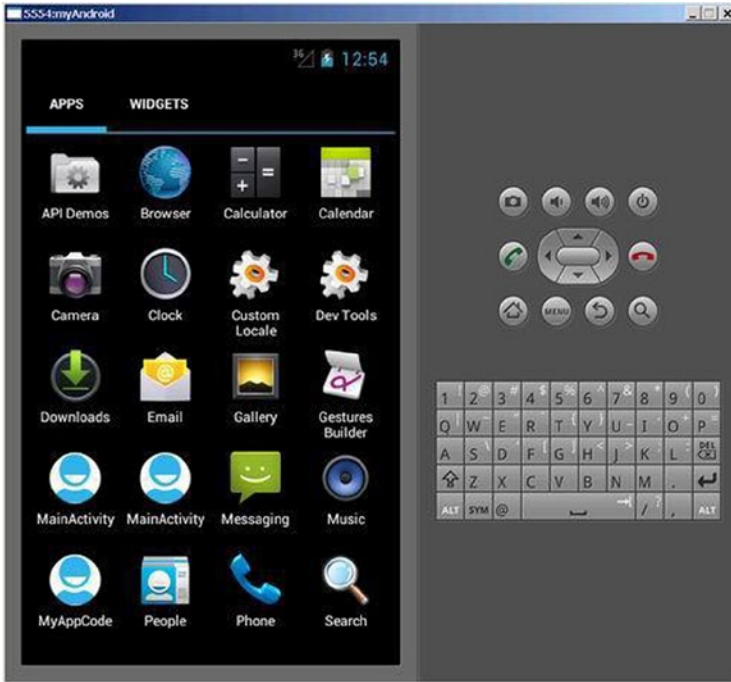 5554:myAndroid
3G 12:54
APPS WIDGETS
API Demos Browser Calculator Calendar
Camera Clock Custom Locale Dev Tools
Downloads Email Gallery Gestures Builder
MainActivity MainActivity Messaging Music
MyAppCode People Phone Search
MENU
1 ! 2 @ 3 # 4 $ 5 % 6 ^ 7 & 8 * 9 ( 0 )
Q W E R T Y U I O P
A S D F G H J K L DEL
Z X C V B N M .
ALT SYM @ / ? , ALT